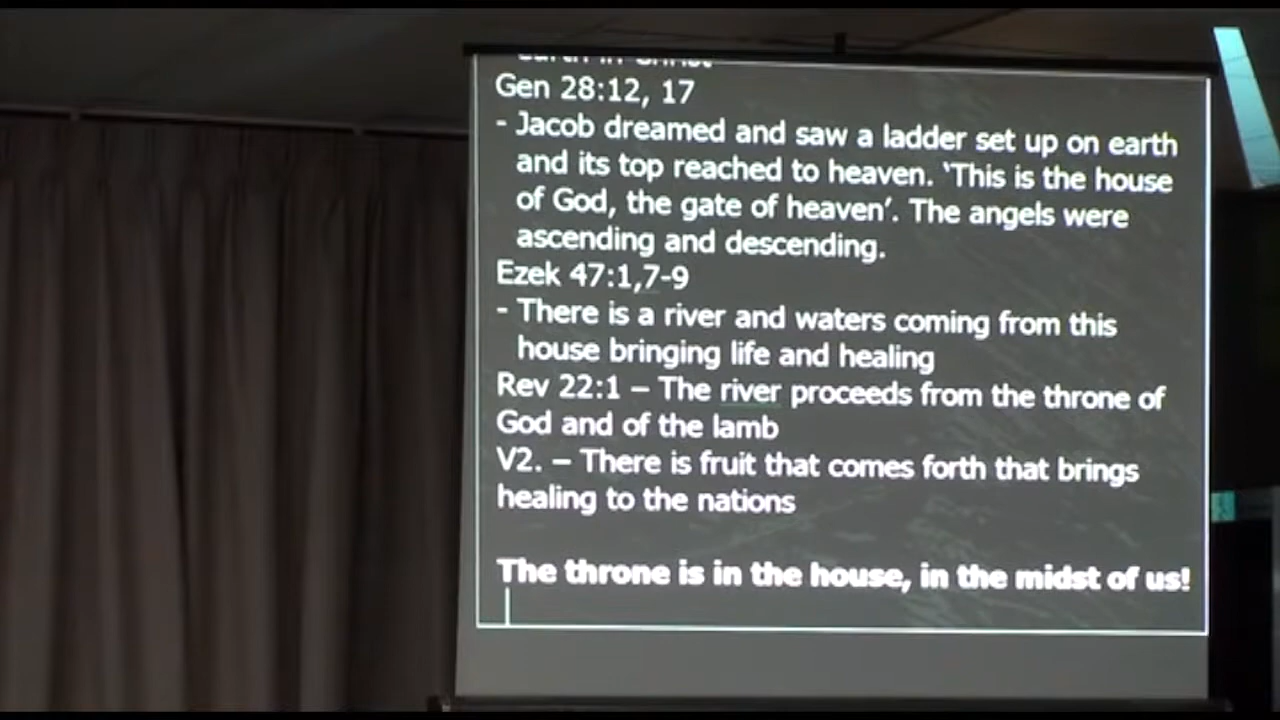 Gen 28:12, 17
- Jacob dreamed and saw a ladder set up on earth
and its top reached to heaven. ‘This is the house
of God, the gate of heaven’. The angels were
ascending and descending.
Ezek 47:1,7-9
- There is a river and waters coming from this
house bringing life and healing
Rev 22:1 – The river proceeds from the throne of
God and of the lamb
V2. – There is fruit that comes forth that brings
healing to the nations
The throne is in the house, in the midst of us!